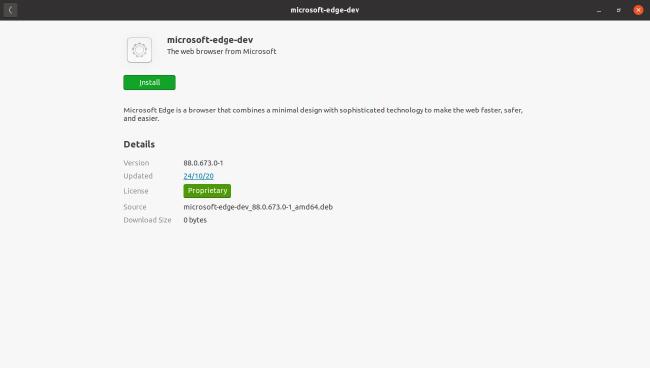 microsoft-edge-dev
microsoft-edge-dev
The web browser from Microsoft
Install
Microsoft Edge is a browser that combines a minimal design with sophisticated technology to make the web faster, safer,
and easier.
Details
Version 88.0.673.0-1
Updated 24/10/20
License Proprietary
Source microsoft-edge-dev_88.0.673.0-1_amd64.deb
Download Size 0 bytes